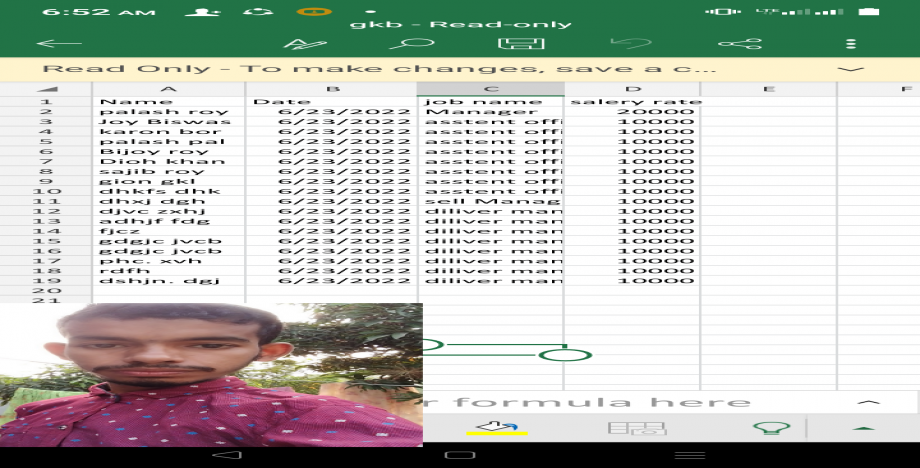 6:52 AM LTE
gkb - Read-only
Read Only - To make changes, save a c...
A B C D E F
1 Name Date job name salery rate
2 palash roy 6/23/2022 Manager 20000
3 Joy Biswas 6/23/2022 asstent offi 10000
4 karon bor 6/23/2022 asstent offi 10000
5 palash pal 6/23/2022 asstent offi 10000
6 Bijoy roy 6/23/2022 asstent offi 10000
7 Dioh khan 6/23/2022 asstent offi 10000
8 sajib roy 6/23/2022 asstent offi 10000
9 gion gkl 6/23/2022 asstent offi 10000
10 dhkfs dhk 6/23/2022 asstent offi 10000
11 dhxj dgh 6/23/2022 sell Manag 10000
12 djvc zxhj 6/23/2022 diliver man 10000
13 adhjf fdg 6/23/2022 diliver man 10000
14 fjcz 6/23/2022 diliver man 10000
15 gdgjc jvcb 6/23/2022 diliver man 10000
16 gdgjc jvcb 6/23/2022 diliver man 10000
17 phc. xvh 6/23/2022 diliver man 10000
18 rdfh 6/23/2022 diliver man 10000
19 dshjn. dgj 6/23/2022 diliver man 10000
20
21
r formula here